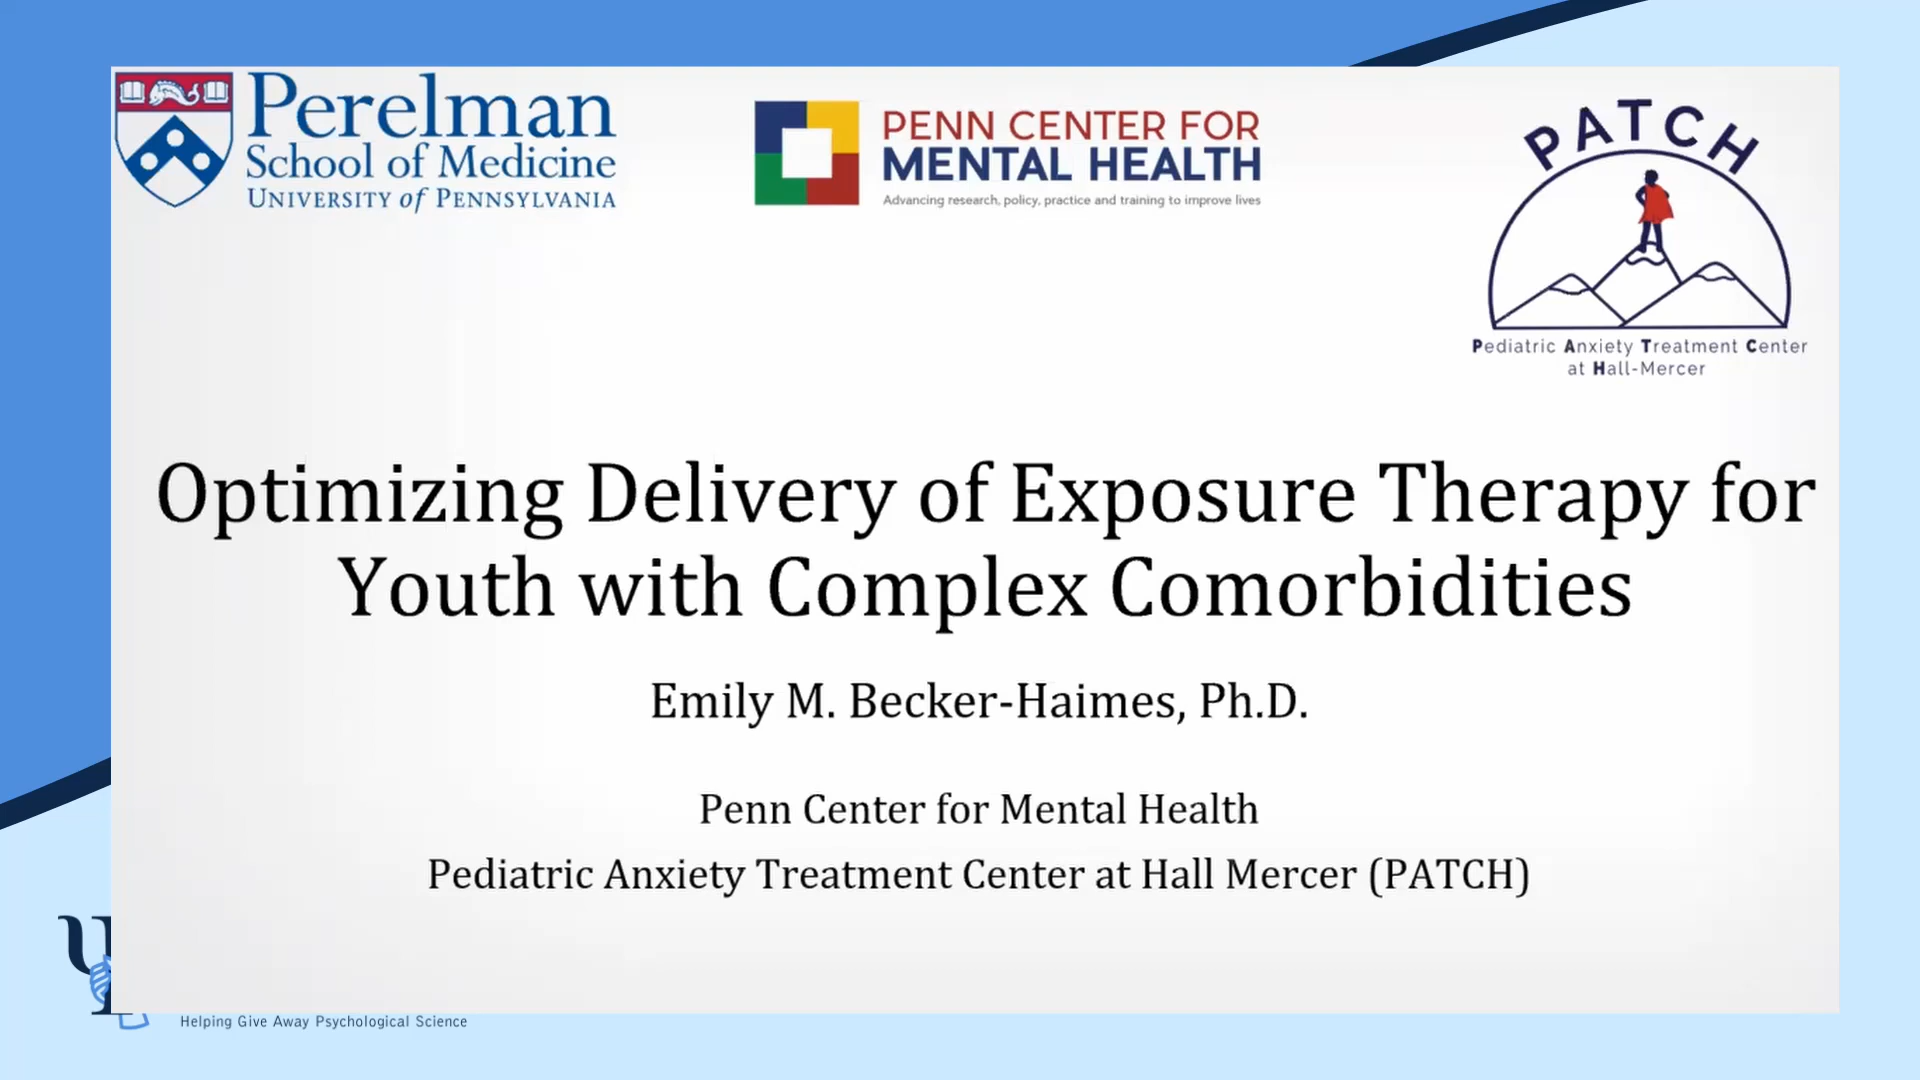 Perelman
School of Medicine
UNIVERSITY of PENNSYLVANIA
PENN CENTER FOR
MENTAL HEALTH
Advancing research, policy, practice and training to improve lives
PATCH
Pediatric Anxiety Treatment Center
at Hall-Mercer
Optimizing Delivery of Exposure Therapy for
Youth with Complex Comorbidities
Emily M. Becker-Haimes, Ph.D.
Penn Center for Mental Health
Pediatric Anxiety Treatment Center at Hall Mercer (PATCH)
Helping Give Away Psychological Science